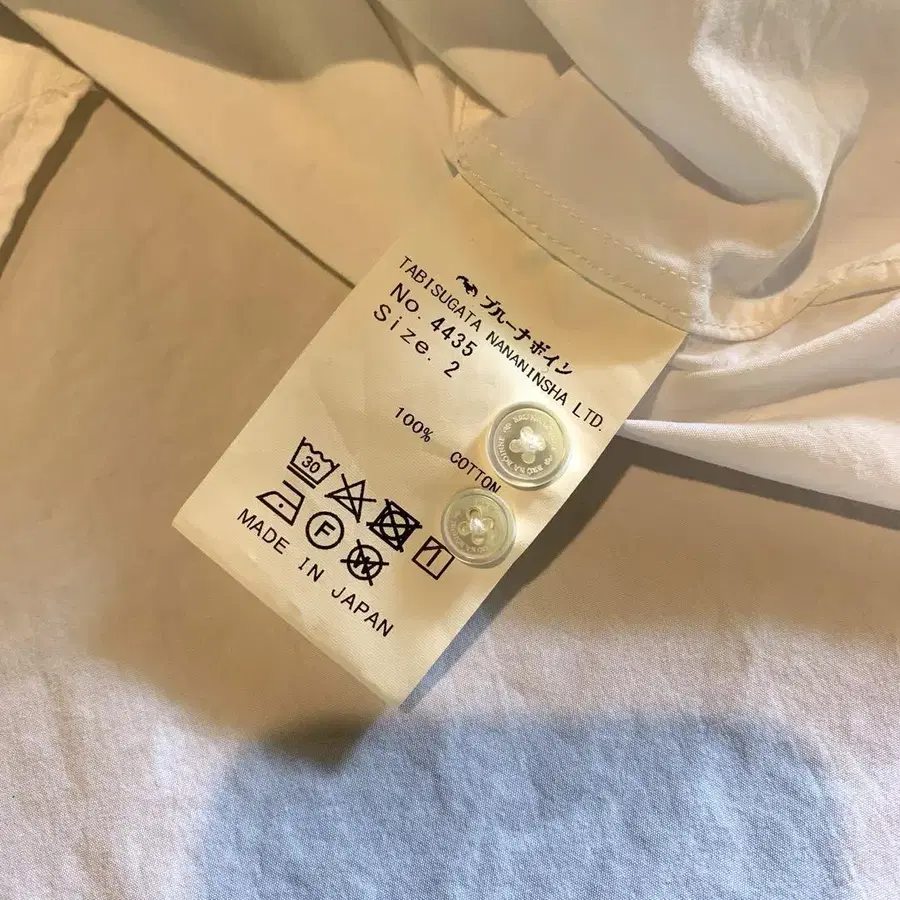 ブルーナボイン
TABISUGATA NANANINSHA LTD.
No. 4435
Size. 2
100% COTTON
30
F
W
MADE IN JAPAN